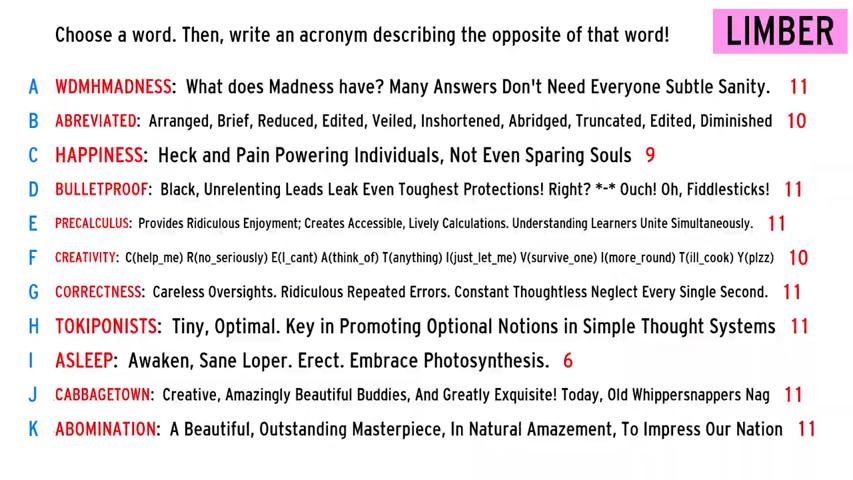 Choose a word. Then, write an acronym describing the opposite of that word!
LIMBER
A WDMHMADNESS: What does Madness have? Many Answers Don't Need Everyone Subtle Sanity. 11
B ABREVIATED: Arranged, Brief, Reduced, Edited, Veiled, Inshortened, Abridged, Truncated, Edited, Diminished 10
C HAPPINESS: Heck and Pain Powering Individuals, Not Even Sparing Souls 9
D BULLETPROOF: Black, Unrelenting Leads Leak Even Toughest Protections! Right? *-* Ouch! Oh, Fiddlesticks! 11
E PRECALCULUS: Provides Ridiculous Enjoyment; Creates Accessible, Lively Calculations. Understanding Learners Unite Simultaneously. 11
F CREATIVITY: C(help_me) R(no_seriously) E(I_cant) A(think_of) T(anything) I(just_let_me) V(survive_one) I(more_round) T(ill_cook) Y(plzz) 10
G CORRECTNESS: Careless Oversights. Ridiculous Repeated Errors. Constant Thoughtless Neglect Every Single Second. 11
H TOKIPONISTS: Tiny, Optimal. Key in Promoting Optional Notions in Simple Thought Systems 11
I ASLEEP: Awaken, Sane Loper. Erect. Embrace Photosynthesis. 6
J CABBAGETOWN: Creative, Amazingly Beautiful Buddies, And Greatly Exquisite! Today, Old Whippersnappers Nag 11
K ABOMINATION: A Beautiful, Outstanding Masterpiece, In Natural Amazement, To Impress Our Nation 11